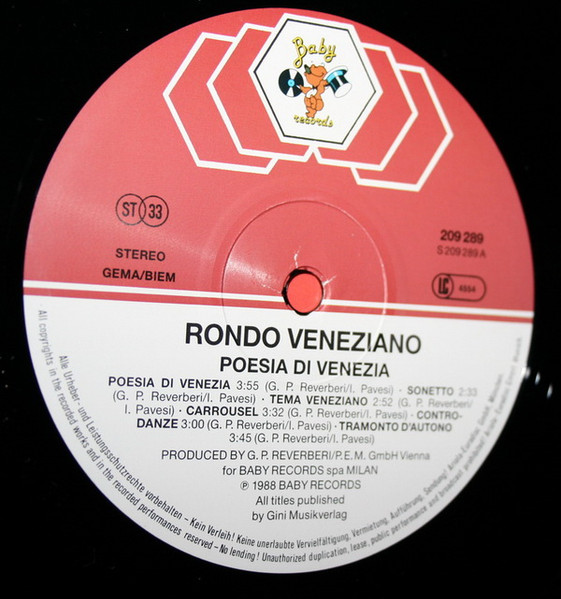 Baby
records
ST 33
STEREO
GEMA/BIEM
209 289
S 209 289 A
LC 4554
RONDO VENEZIANO
POESIA DI VENEZIA
POESIA DI VENEZIA 3:55 (G. P. Reverberi/I. Pavesi) · SONETTO 2:33
(G. P. Reverberi/I. Pavesi) · TEMA VENEZIANO 2:52 (G. P. Reverberi/
I. Pavesi) · CARROUSEL 3:32 (G. P. Reverberi/I. Pavesi) · CONTRO-
DANZE 3:00 (G. P. Reverberi/I. Pavesi) · TRAMONTO D'AUTONO
3:45 (G. P. Reverberi/I. Pavesi)
PRODUCED BY G. P. REVERBERI/P.E.M. GmbH Vienna
for BABY RECORDS spa MILAN
℗ 1988 BABY RECORDS
All titles published
by Gini Musikverlag
Alle Urheber- und Leistungsschutzrechte vorbehalten – Kein Verleih! Keine unerlaubte Vervielfältigung, Vermietung, Aufführung, Sendung!
All copyrights in the recorded works and in the recorded performances reserved – No lending! Unauthorized duplication, lease, public performance and broadcast prohibited!